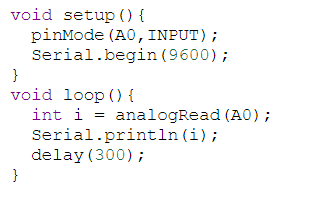 void setup(){
  pinMode(A0,INPUT);
  Serial.begin(9600);
}
void loop(){
  int i = analogRead(A0);
  Serial.println(i);
  delay(300);
}